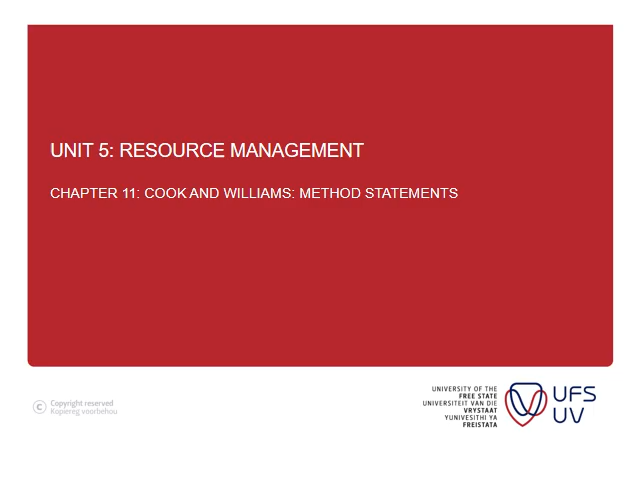 UNIT 5: RESOURCE MANAGEMENT
CHAPTER 11: COOK AND WILLIAMS: METHOD STATEMENTS
© Copyright reserved
Kopiereg voorbehou
UNIVERSITY OF THE
FREE STATE
UNIVERSITEIT VAN DIE
VRYSTAAT
YUNIVESITHI YA
FREISTATA
UFS
UV